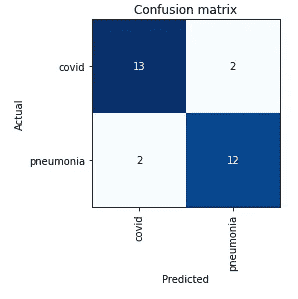 Confusion matrix
Actual
covid
13 2
pneumonia
2 12
covid
pneumonia
Predicted